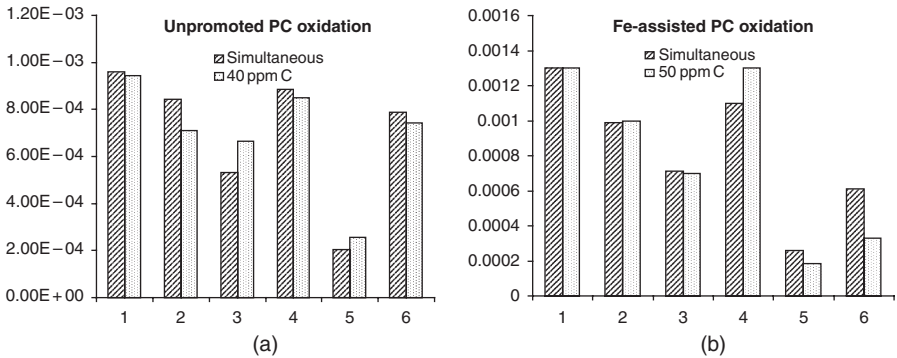 Unpromoted PC oxidation
Simultaneous
40 ppm C
1.20E−03
1.00E−03
8.00E−04
6.00E−04
4.00E−04
2.00E−04
0.00E+00
1 2 3 4 5 6
(a)
Fe-assisted PC oxidation
Simultaneous
50 ppm C
0.0016
0.0014
0.0012
0.001
0.0008
0.0006
0.0004
0.0002
0
1 2 3 4 5 6
(b)